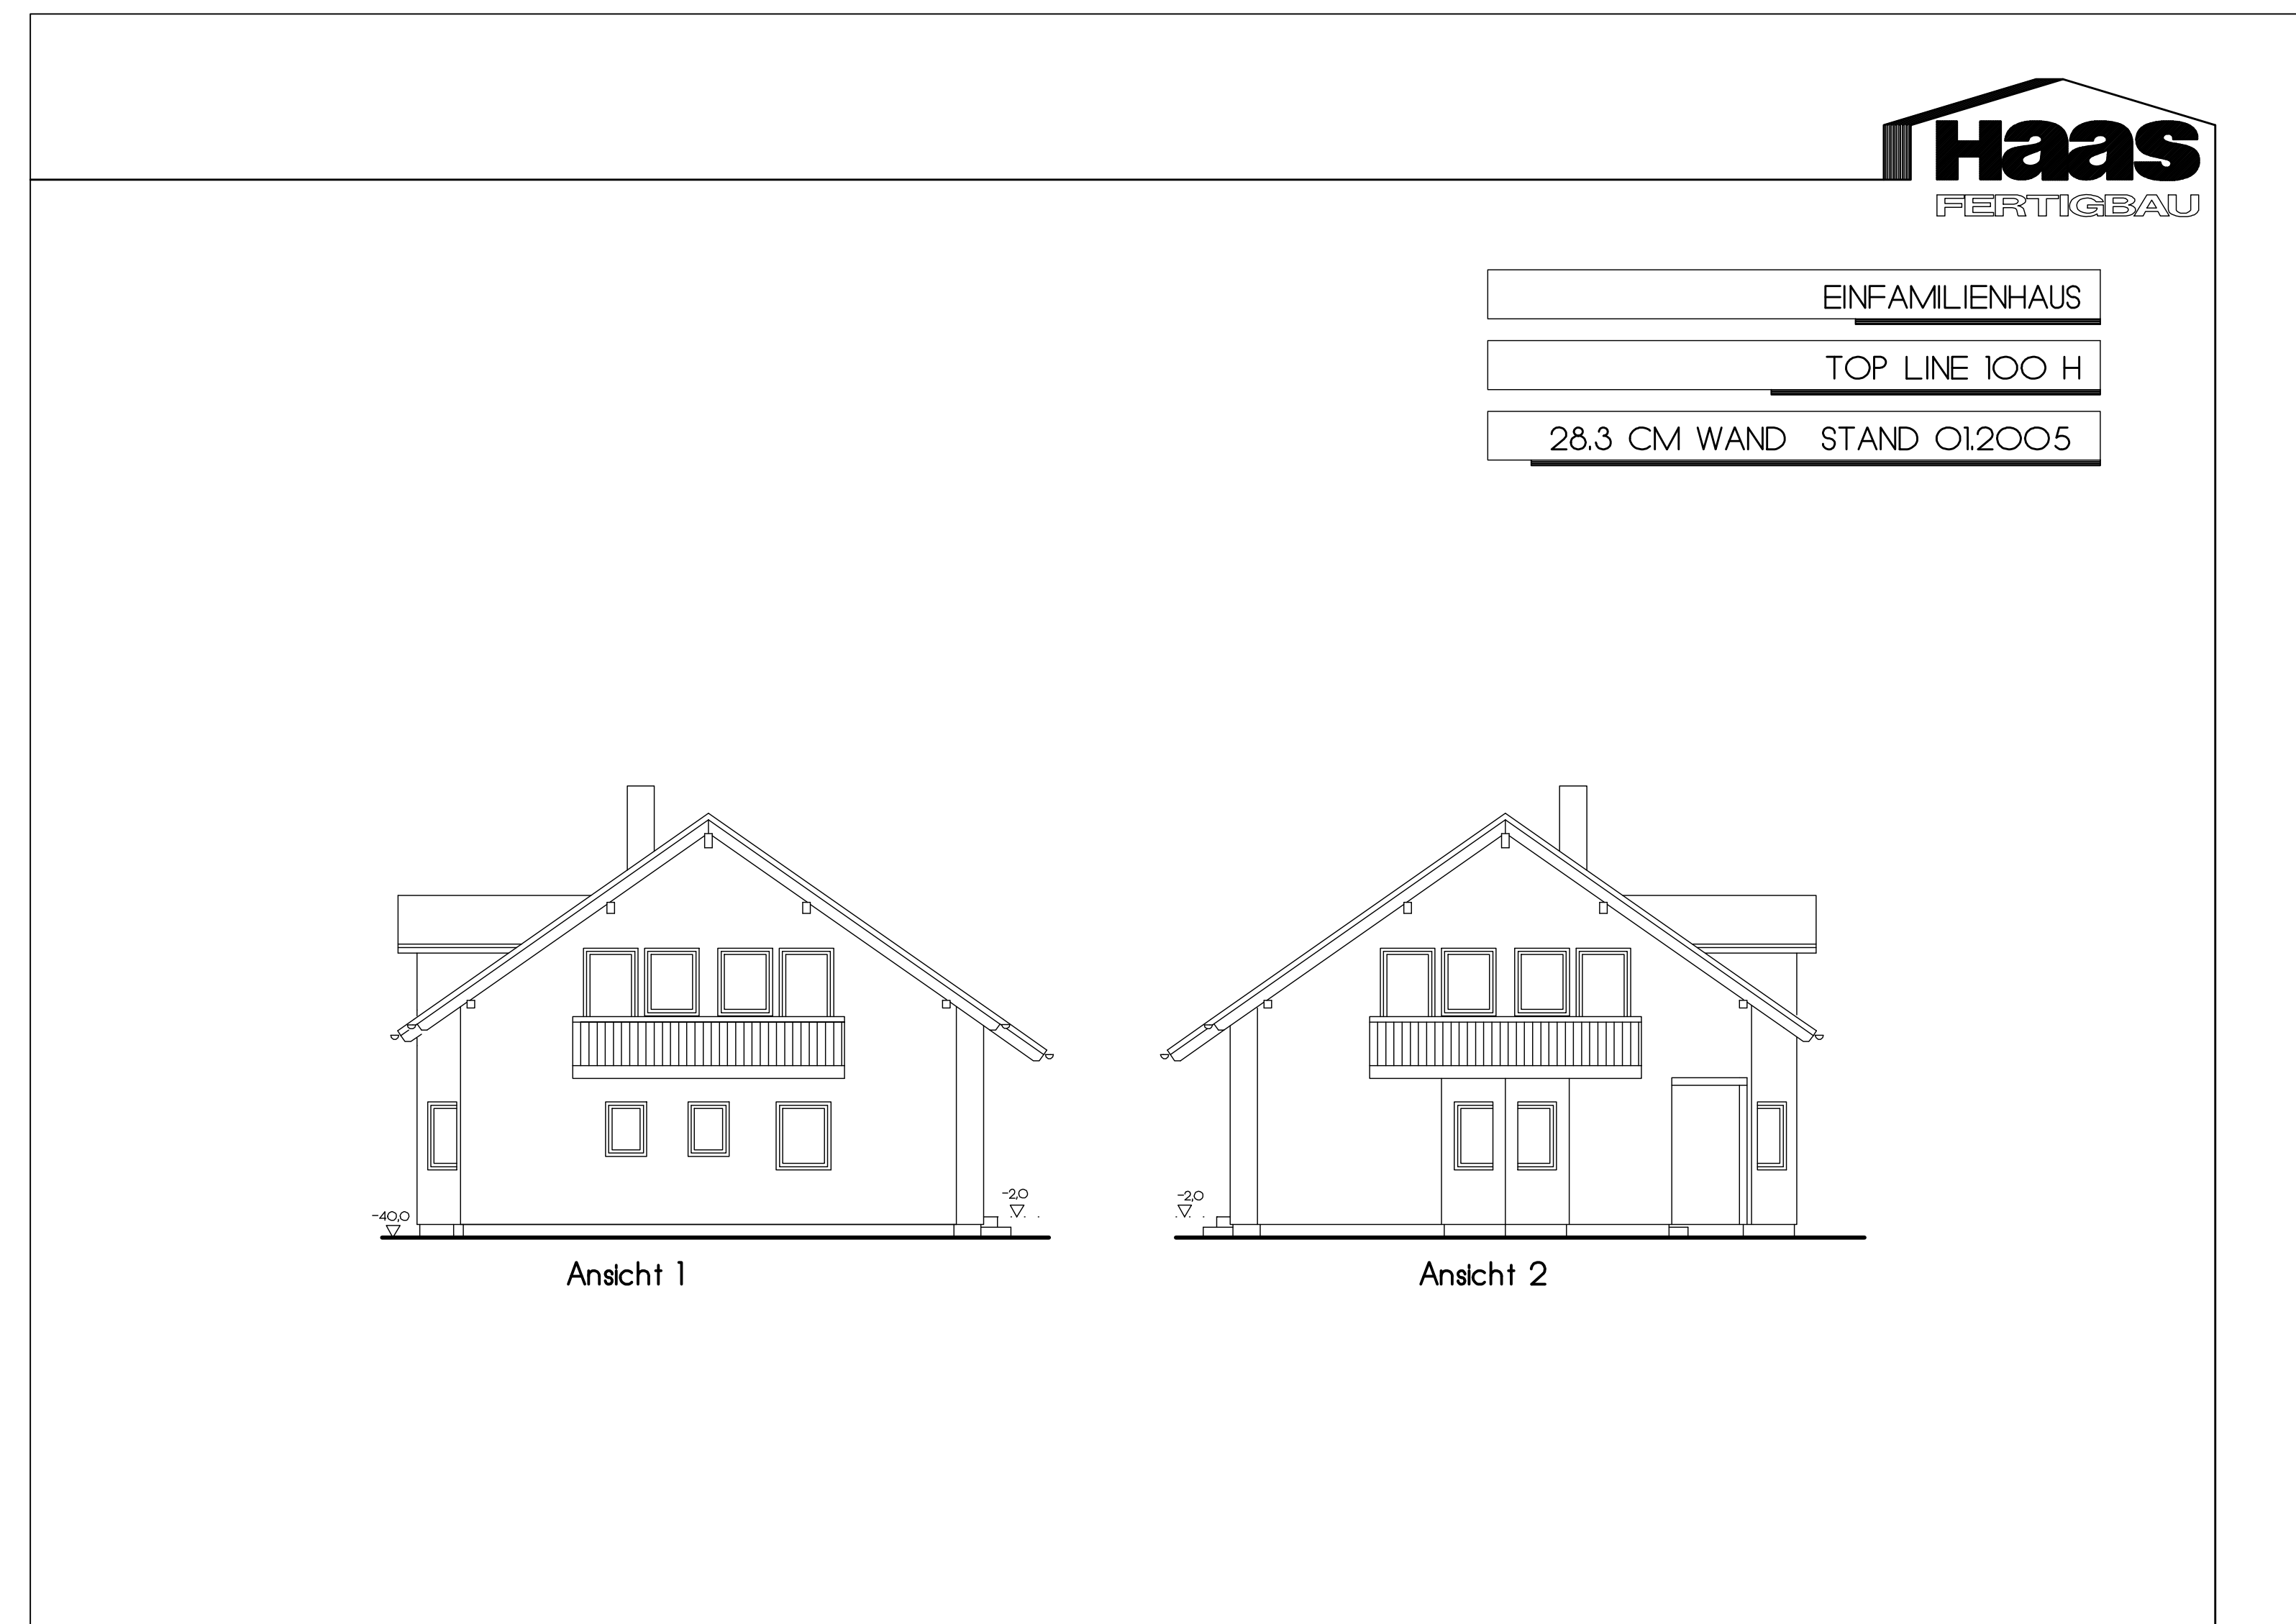 Haas
FERTIGBAU
EINFAMILIENHAUS
TOP LINE 100 H
28.3 CM WAND STAND 01.2005
-40,0
-2,0
-2,0
Ansicht 1
Ansicht 2